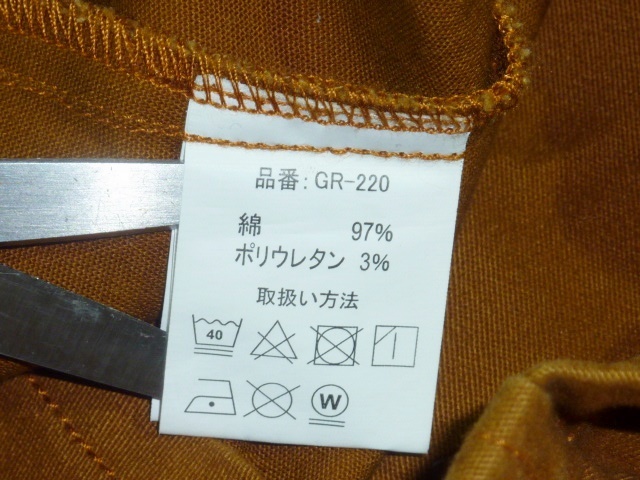 品番: GR-220
綿 97%
ポリウレタン 3%
取扱い方法
40
W